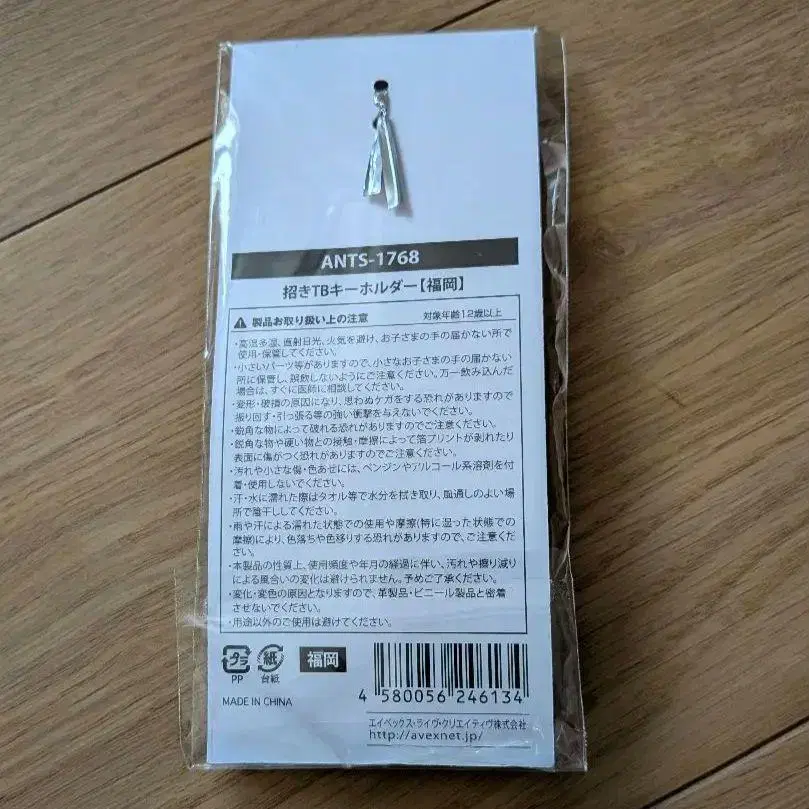 ANTS-1768
招きTBキーホルダー【福岡】
製品お取り扱い上の注意 対象年齢12歳以上
・高温多湿、直射日光、火気を避け、お子さまの手の届かない所で
使用・保管してください。
・小さいパーツ等がありますので、小さなお子さまの手の届かない
所に保管し、誤飲しないようにご注意ください。万一飲み込んだ
場合は、すぐに医師に相談してください。
・変形・破損の原因になり、思わぬケガをする恐れがありますので
振り回す・引っ張る等の強い衝撃を与えないでください。
・鋭角な物によって破れる恐れがありますのでご注意ください。
・鋭角な物や硬い物との接触・摩擦によって箔プリントが剥れたり
表面に傷がつく恐れがありますのでご注意ください。
・汚れや小さな傷・色あせには、ベンジンやアルコール系溶剤を付
着・使用しないでください。
・汗・水に濡れた際はタオル等で水分を拭き取り、風通しのよい場
所で陰干ししてください。
・雨や汗による濡れた状態での使用や摩擦(特に湿った状態での
摩擦)により、色落ちや色移りする恐れがありますので、ご注意くだ
さい。
・本製品の性質上、使用頻度や年月の経過に伴い、汚れや擦り減り
による風合いの変化は避けられません。予めご了承ください。
・変化・変色の原因となりますので、革製品・ビニール製品と密着
させないでください。
・用途以外のご使用は避けてください。
プラ 紙 福岡
PP 台紙
4 580056 246134
MADE IN CHINA
エイベックス・ライヴ・クリエイティヴ株式会社
http://avexnet.jp/